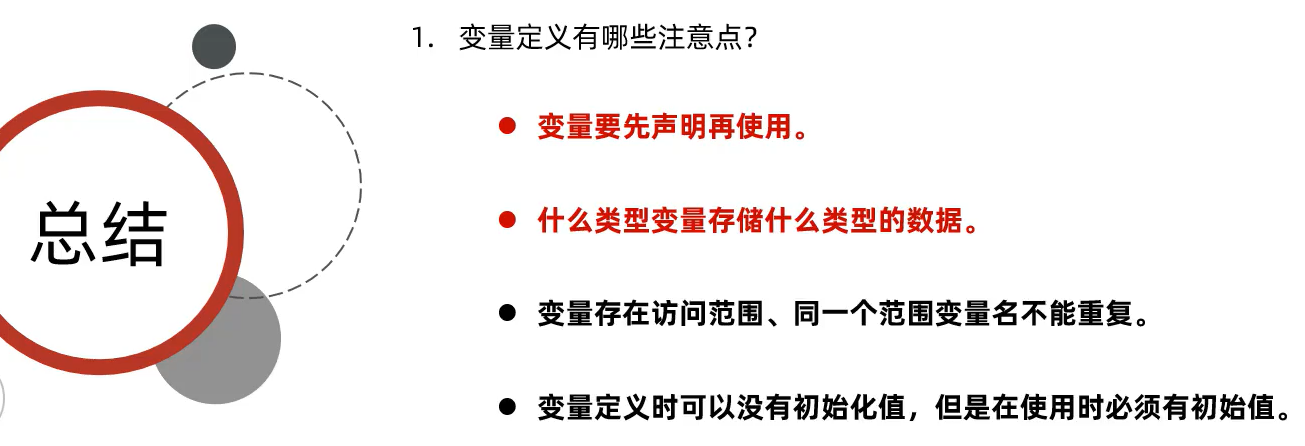 总结
1. 变量定义有哪些注意点?
● 变量要先声明再使用。
● 什么类型变量存储什么类型的数据。
● 变量存在访问范围、同一个范围变量名不能重复。
● 变量定义时可以没有初始化值，但是在使用时必须有初始值。